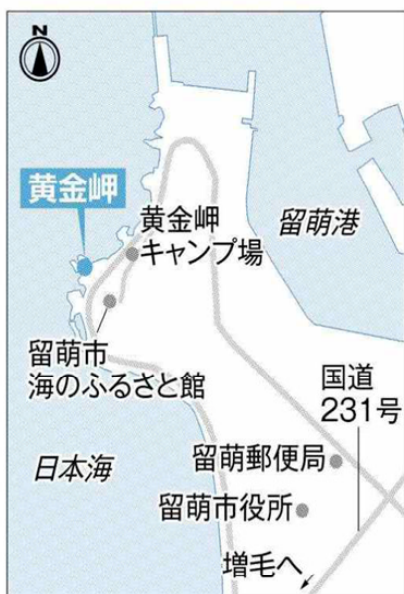 N
黄金岬
黄金岬
キャンプ場
留萌港
留萌市
海のふるさと館
国道
231号
日本海
留萌郵便局
留萌市役所
増毛へ